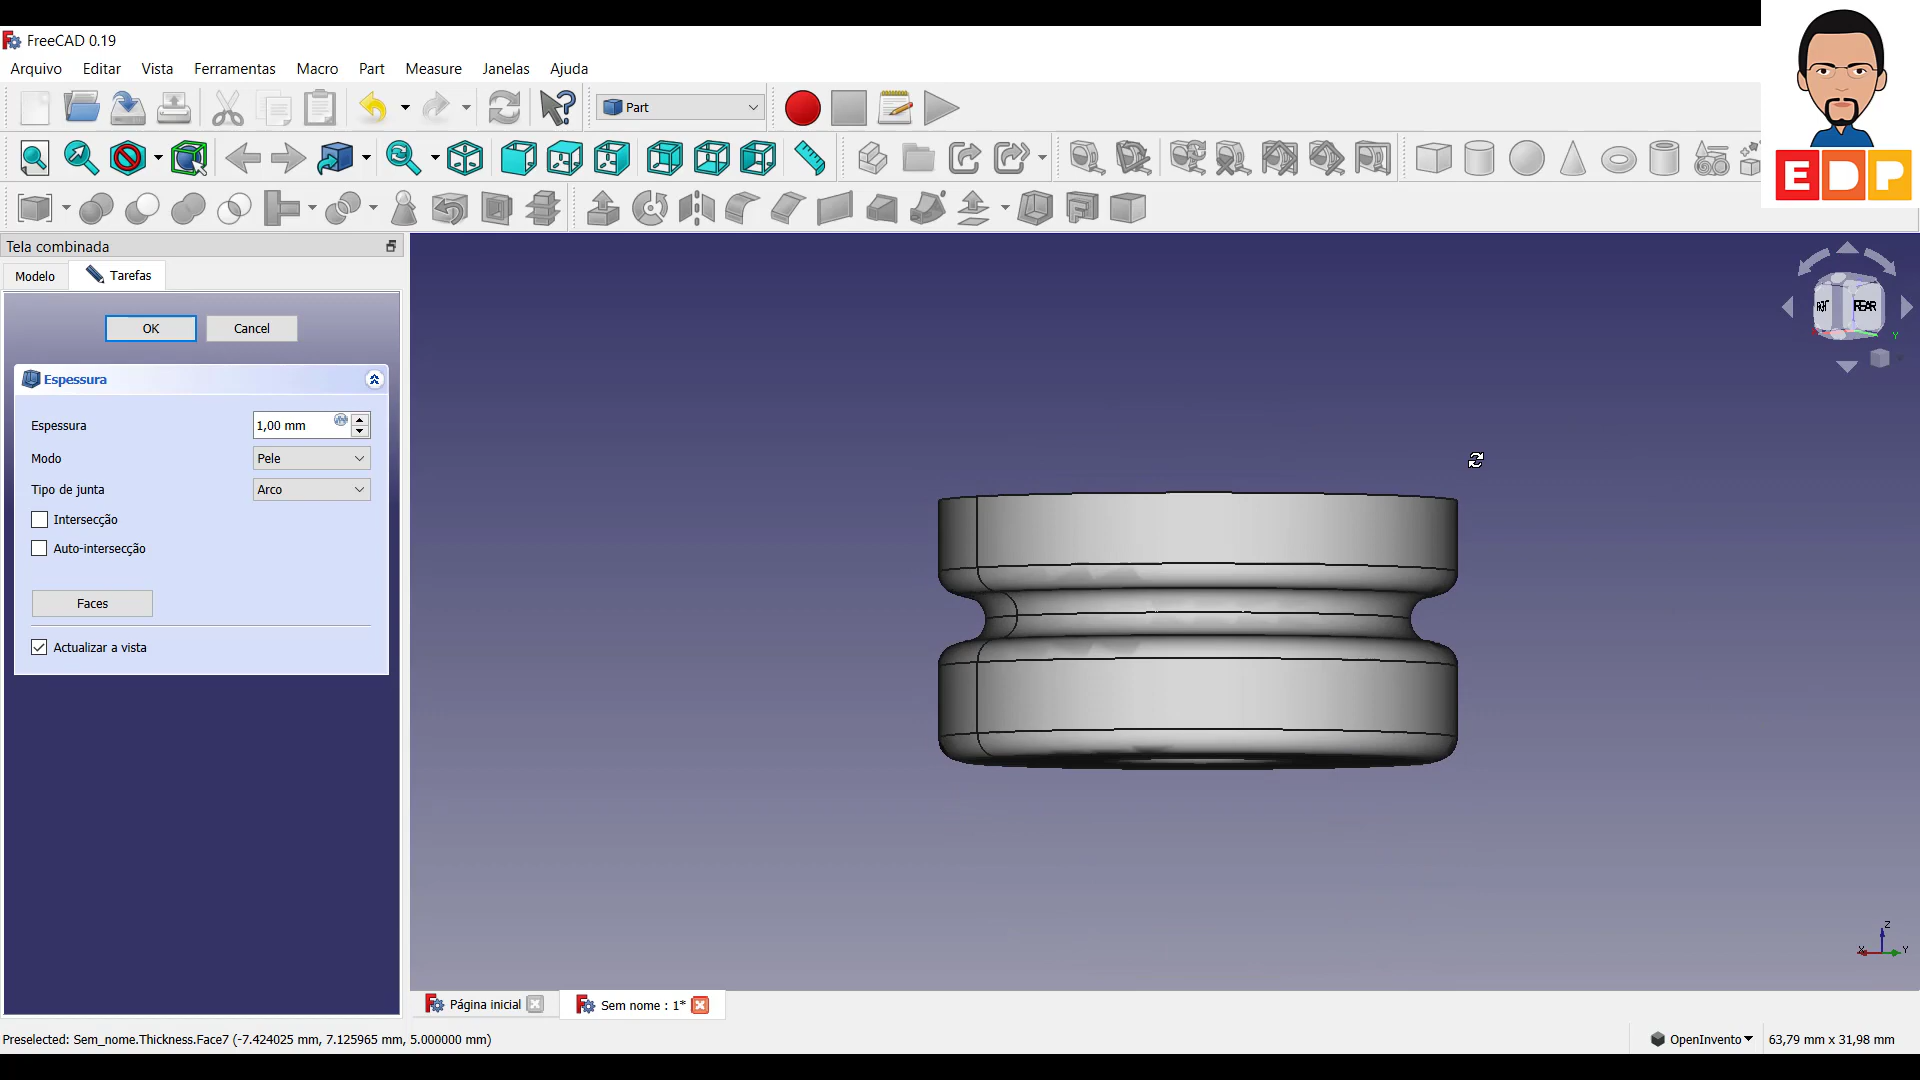 FreeCAD 0.19
Arquivo Editar Vista Ferramentas Macro Part Measure Janelas Ajuda
Part
EDP
Tela combinada
Modelo Tarefas
OK Cancel
Espessura
Espessura 1,00 mm
Modo Pele
Tipo de junta Arco
Intersecção
Auto-intersecção
Faces
Actualizar a vista
REAR
Y
Z
X Y
Página inicial Sem nome : 1*
Preselected: Sem_nome.Thickness.Face7 (-7.424025 mm, 7.125965 mm, 5.000000 mm) OpenInvento 63,79 mm x 31,98 mm